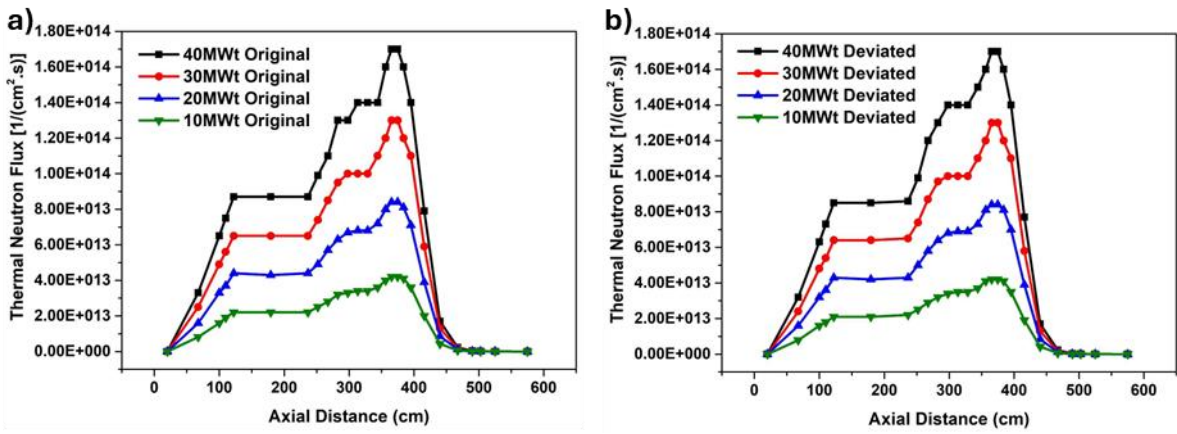 a)
Thermal Neutron Flux [1/(cm².s)]
1.80E+014
1.60E+014
1.40E+014
1.20E+014
1.00E+014
8.00E+013
6.00E+013
4.00E+013
2.00E+013
0.00E+000
40MWt Original
30MWt Original
20MWt Original
10MWt Original
0 100 200 300 400 500 600
Axial Distance (cm)
b)
Thermal Neutron Flux [1/(cm².s)]
1.80E+014
1.60E+014
1.40E+014
1.20E+014
1.00E+014
8.00E+013
6.00E+013
4.00E+013
2.00E+013
0.00E+000
40MWt Deviated
30MWt Deviated
20MWt Deviated
10MWt Deviated
0 100 200 300 400 500 600
Axial Distance (cm)